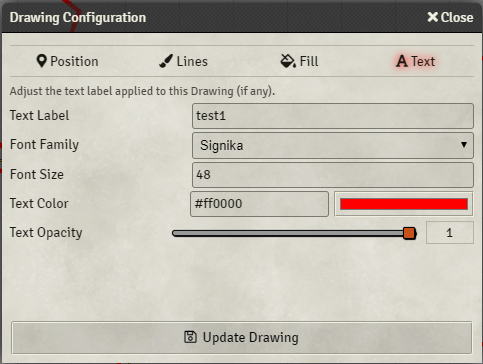 Drawing Configuration Close
Position Lines Fill Text
Adjust the text label applied to this Drawing (if any).
Text Label test1
Font Family Signika
Font Size 48
Text Color #ff0000
Text Opacity 1
Update Drawing